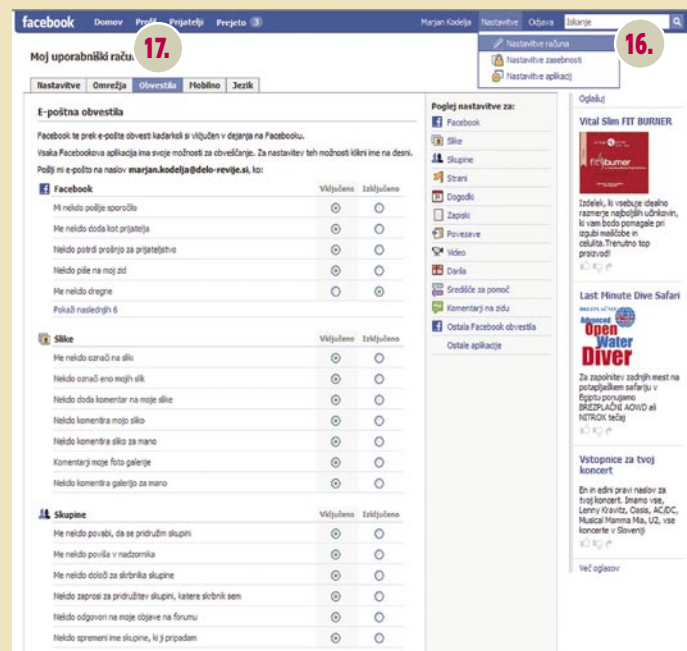 facebook Domov Profil Prijatelji Prejeto 3 Marjan Kodelja Nastavitve Odjava Iskanje
17.
16.
Nastavitve računa
Nastavitve zasebnosti
Nastavitve aplikacij
Moj uporabniški raču
Nastavitve Omrežja Obvestila Mobilno Jezik
E-poštna obvestila
Facebook te prek e-pošte obvesti kadarkoli si vključen v dejanja na Facebooku.
Vsaka Facebookova aplikacija ima svoje možnosti za obveščanje. Za nastavitev teh možnosti klikni ime na desni.
Pošlji mi e-pošto na naslov marjan.kodelja@delo-revije.si, ko:
Facebook Vključeno Izključeno
Mi nekdo pošlje sporočilo
Me nekdo doda kot prijatelja
Nekdo potrdi prošnjo za prijateljstvo
Nekdo piše na moj zid
Me nekdo dregne
Pokaži naslednjih 6
Slike Vključeno Izključeno
Me nekdo označi na sliki
Nekdo označi eno mojih slik
Nekdo doda komentar na moje slike
Nekdo komentira mojo sliko
Nekdo komentira sliko za mano
Komentarji moje foto galerije
Nekdo komentira galerijo za mano
Skupine Vključeno Izključeno
Me nekdo povabi, da se pridružim skupini
Me nekdo poviša v nadzornika
Me nekdo določi za skrbnika skupine
Nekdo zaprosi za pridružitev skupini, katere skrbnik sem
Nekdo odgovori na moje objave na forumu
Nekdo spremeni ime skupine, ki ji pripadam
Poglej nastavitve za:
Facebook
Slike
Skupine
Strani
Dogodki
Zapiski
Povezave
Video
Darila
Središče za pomoč
Komentarji na zidu
Ostala Facebook obvestila
Ostale aplikacije
Oglašuj
Vital Slim FIT BURNER
fit burner
Izdelek, ki vsebuje idealno
razmerje najboljših učinkovin,
ki vam bodo pomagale pri
izgubi maščobe in
celulita.Trenutno top
proizvod!
Last Minute Dive Safari
BREZPLAČNI
Advanced
Open
Water
Diver
Za zapolnitev zadnjih mest na
potapljaškem safariju v
Egiptu ponujamo
BREZPLAČNI AOWD ali
NITROX tečaj
Vstopnice za tvoj
koncert
En in edini pravi naslov za
tvoj koncert. Imamo vse,
Lenny Kravitz, Oasis, AC/DC,
Musical Mamma Mia, U2, vse
koncerte v Sloveniji
Več oglasov